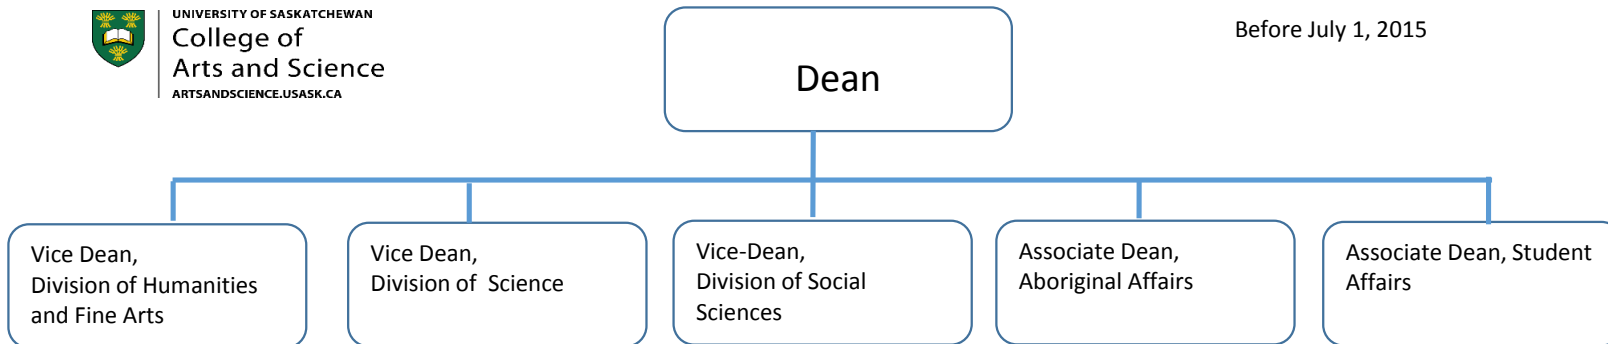 UNIVERSITY OF SASKATCHEWAN
College of
Arts and Science
ARTSANDSCIENCE.USASK.CA
Before July 1, 2015
Dean
Vice Dean,
Division of Humanities
and Fine Arts
Vice Dean,
Division of  Science
Vice-Dean,
Division of Social
Sciences
Associate Dean,
Aboriginal Affairs
Associate Dean, Student
Affairs